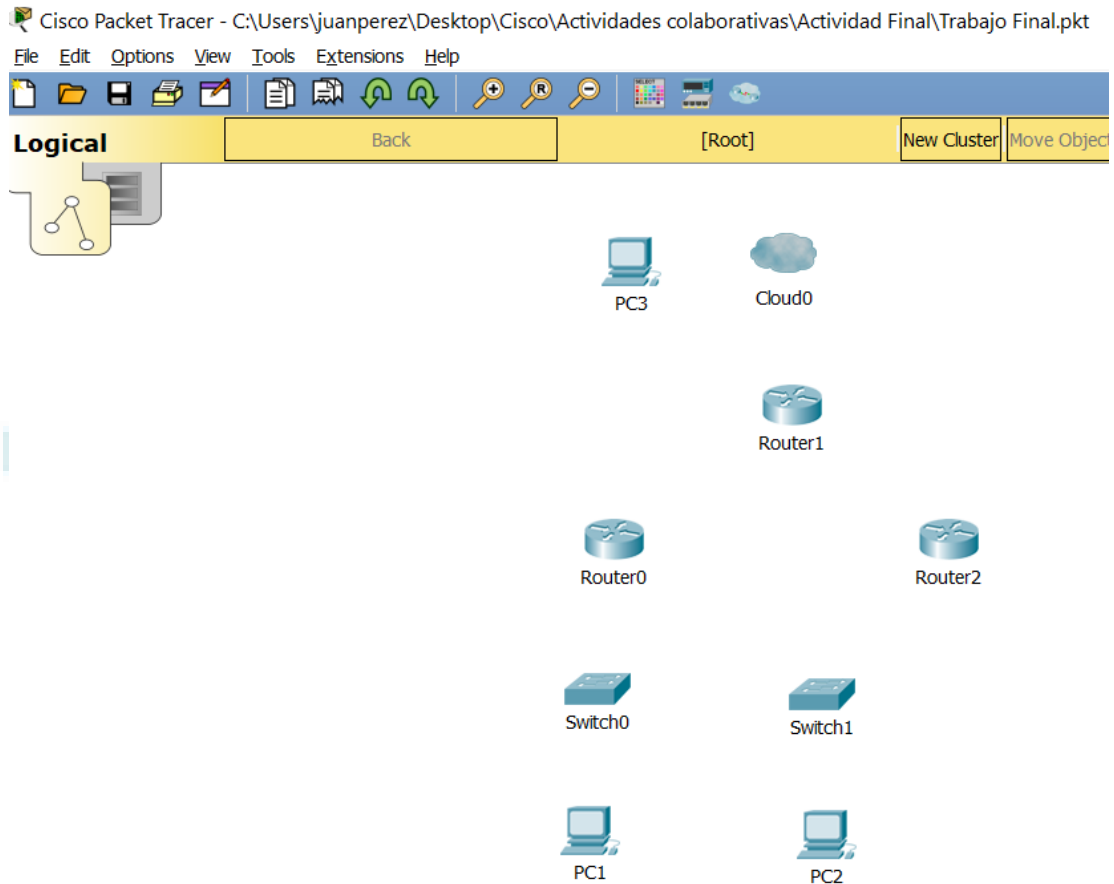 Cisco Packet Tracer - C:\Users\juanperez\Desktop\Cisco\Actividades colaborativas\Actividad Final\Trabajo Final.pkt
File Edit Options View Tools Extensions Help
Logical Back [Root] New Cluster Move Object
PC3 Cloud0
Router1
Router0 Router2
Switch0 Switch1
PC1 PC2